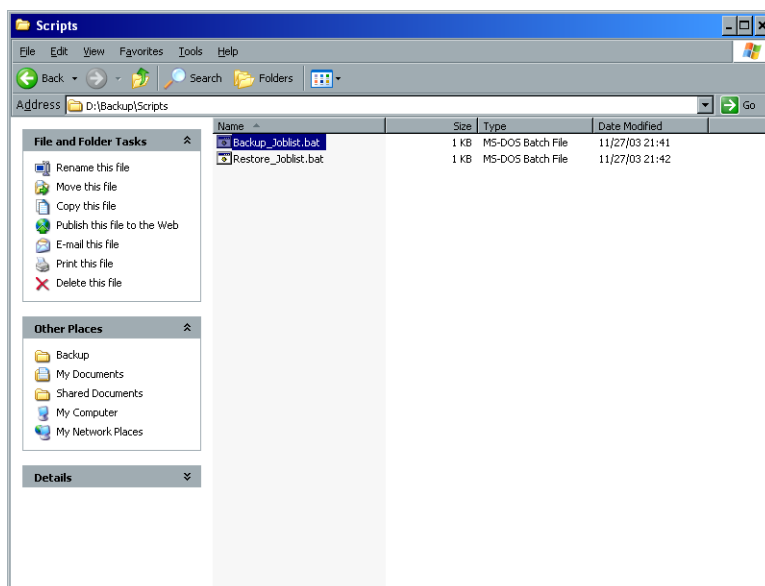 Scripts
File Edit View Favorites Tools Help
Back Search Folders
Address D:\Backup\Scripts Go
Name Size Type Date Modified
File and Folder Tasks
Backup_Joblist.bat 1 KB MS-DOS Batch File 11/27/03 21:41
Restore_Joblist.bat 1 KB MS-DOS Batch File 11/27/03 21:42
Rename this file
Move this file
Copy this file
Publish this file to the Web
E-mail this file
Print this file
Delete this file
Other Places
Backup
My Documents
Shared Documents
My Computer
My Network Places
Details